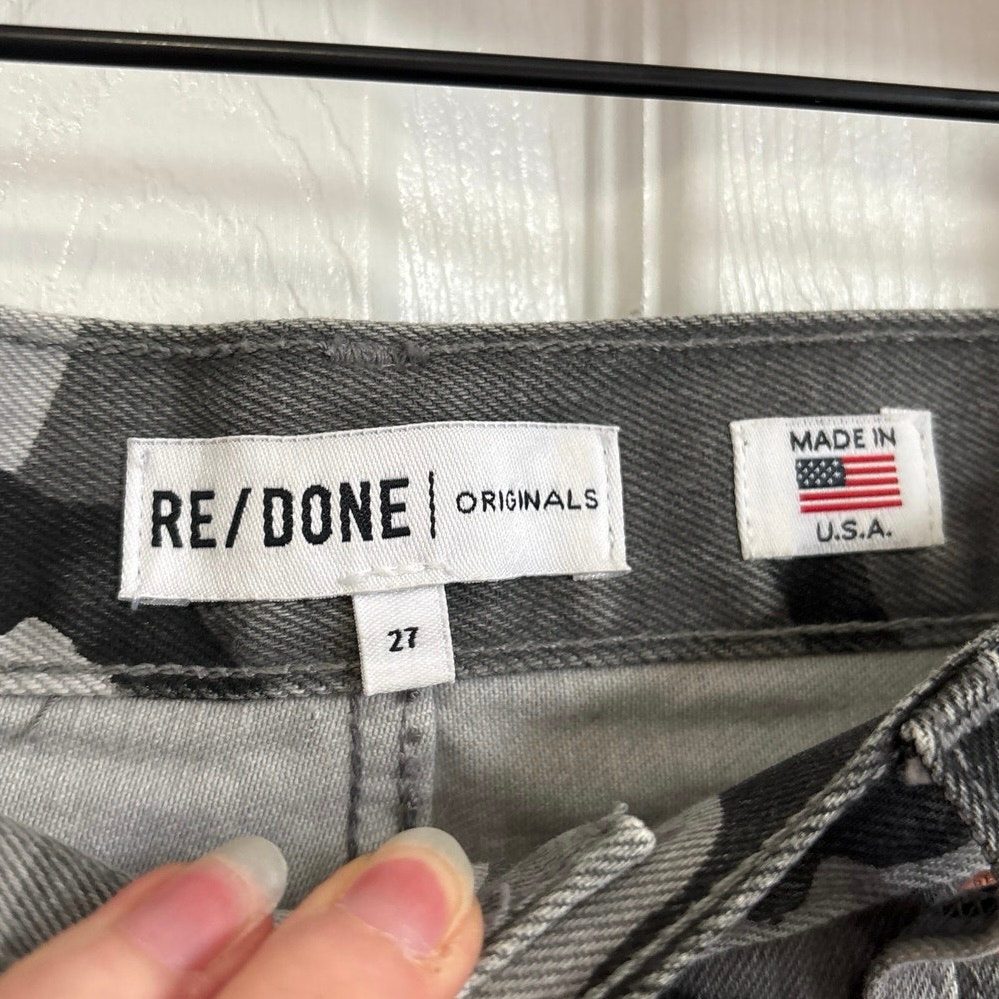 RE/DONE | ORIGINALS
27
MADE IN
U.S.A.